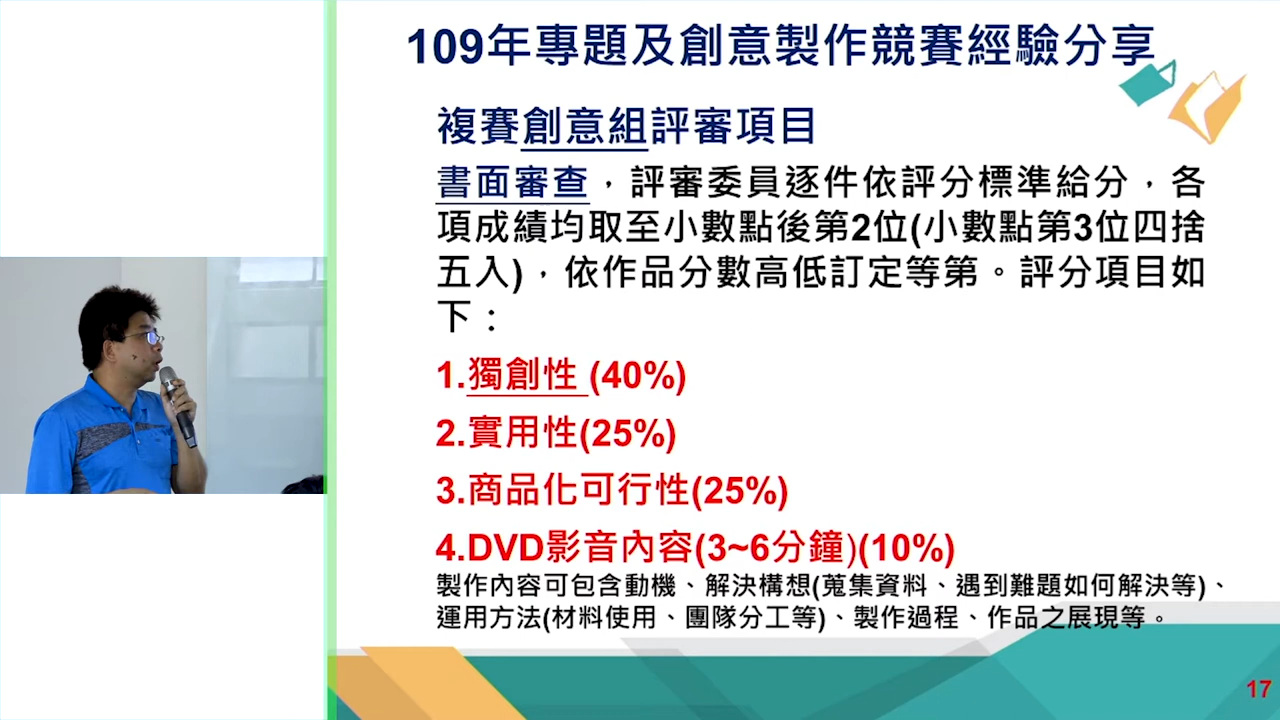 109年專題及創意製作競賽經驗分享
複賽創意組評審項目
書面審查，評審委員逐件依評分標準給分，各
項成績均取至小數點後第2位(小數點第3位四捨
五入)，依作品分數高低訂定等第。評分項目如
下：
1.獨創性 (40%)
2.實用性(25%)
3.商品化可行性(25%)
4.DVD影音內容(3~6分鐘)(10%)
製作內容可包含動機、解決構想(蒐集資料、遇到難題如何解決等)、
運用方法(材料使用、團隊分工等)、製作過程、作品之展現等。
17